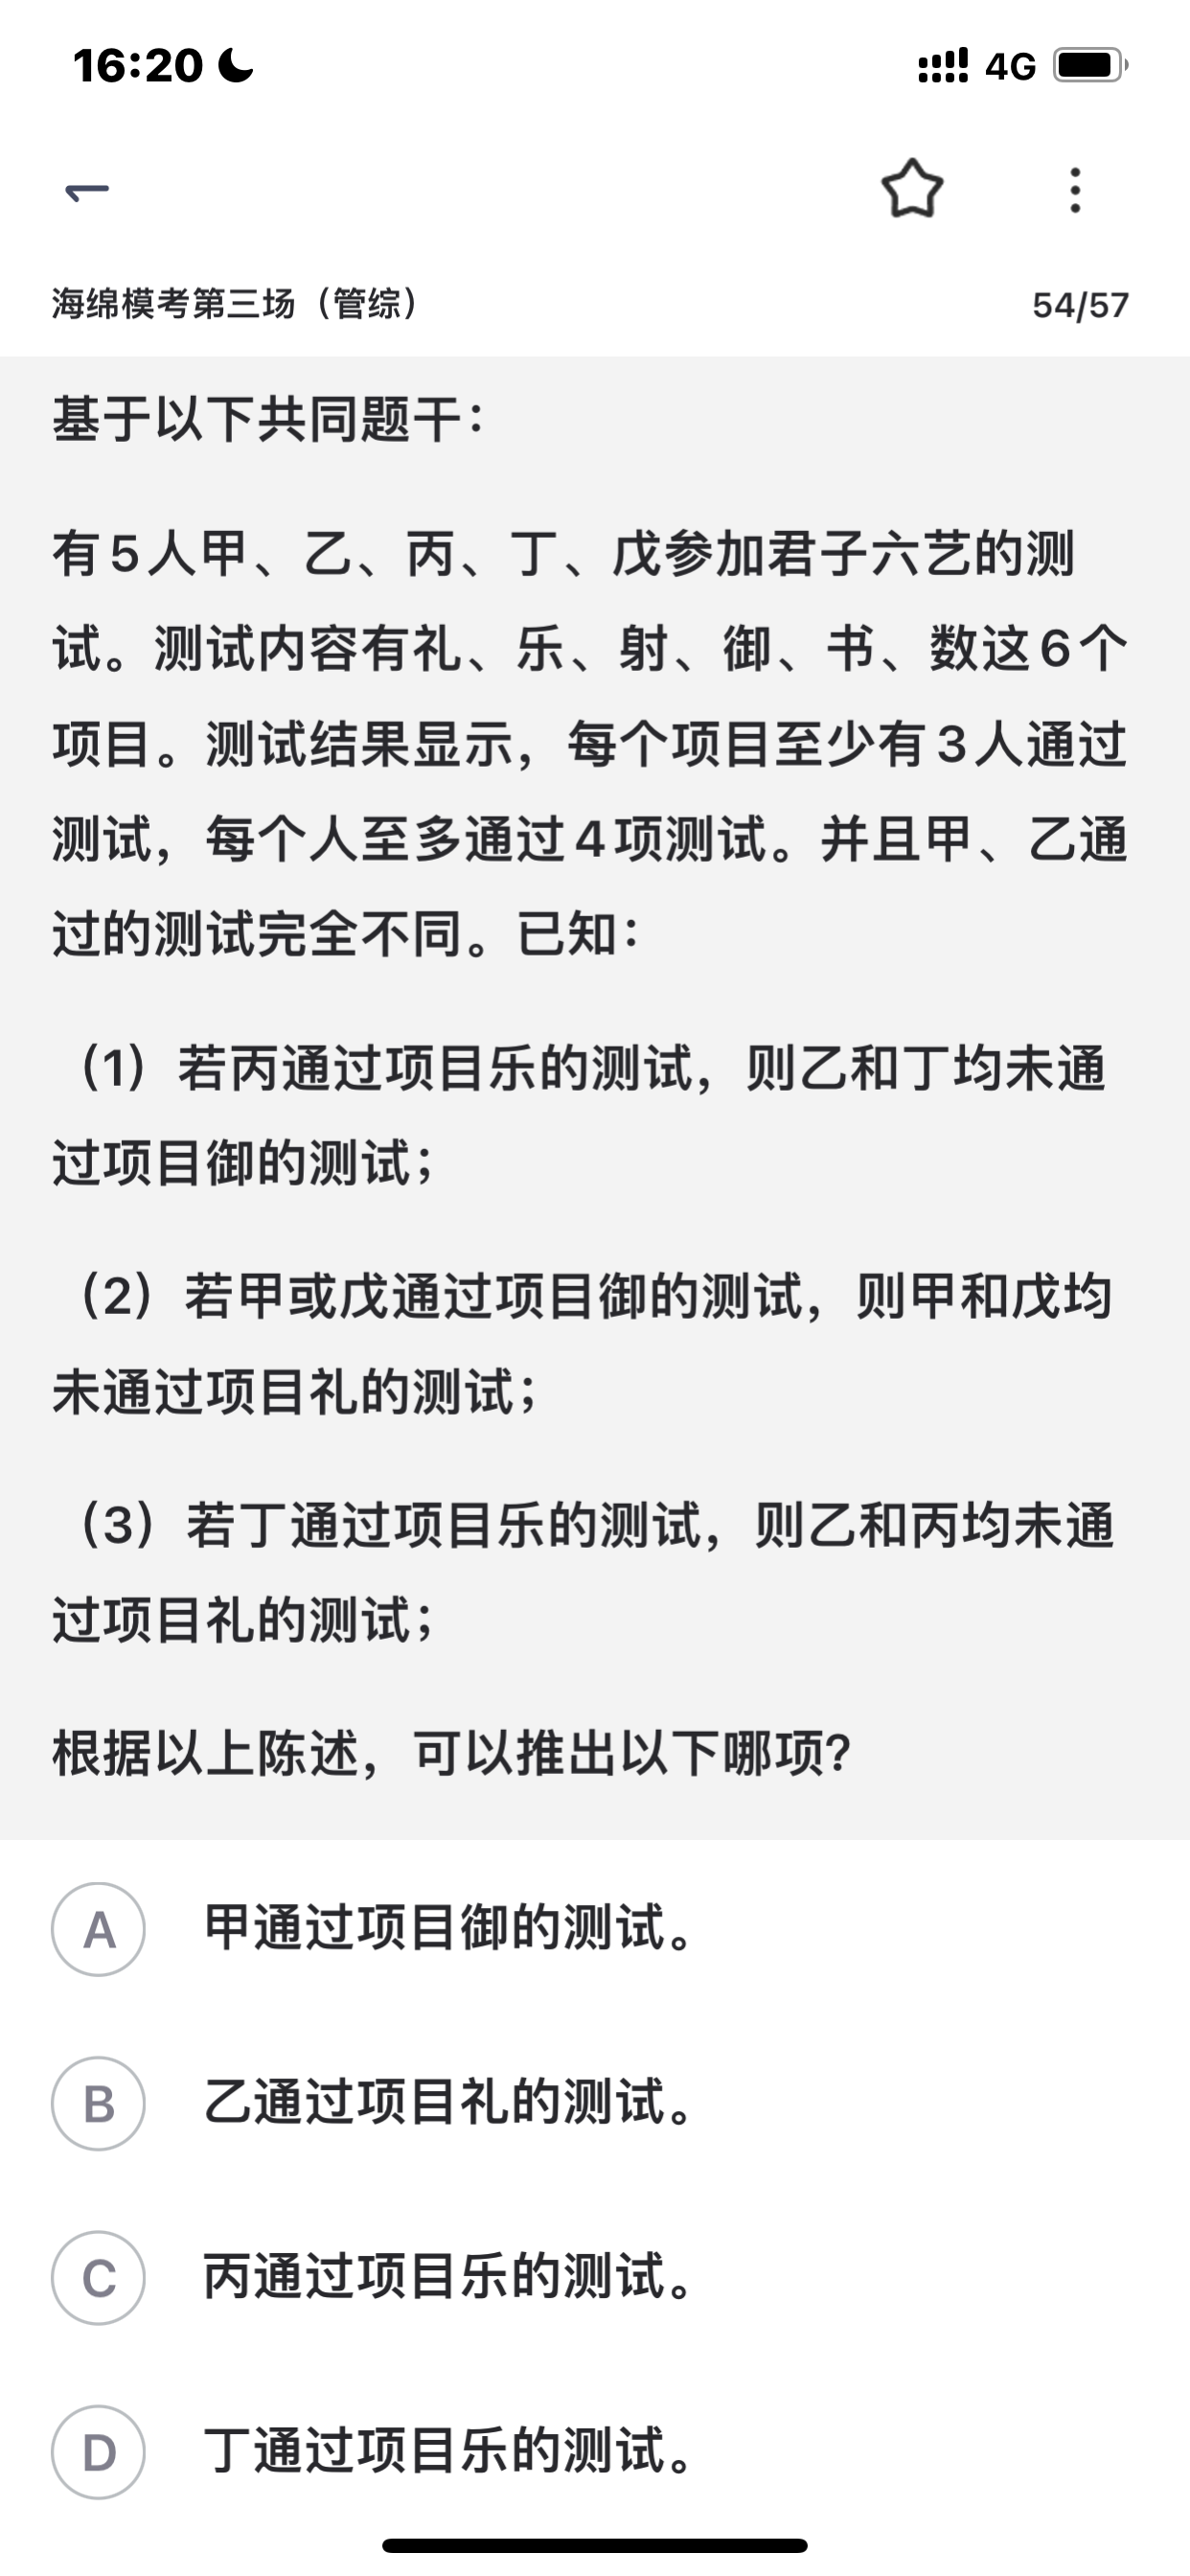 16:20
4G
海绵模考第三场（管综）
54/57
基于以下共同题干：
有5人甲、乙、丙、丁、戊参加君子六艺的测
试。测试内容有礼、乐、射、御、书、数这6个
项目。测试结果显示，每个项目至少有3人通过
测试，每个人至多通过4项测试。并且甲、乙通
过的测试完全不同。已知：
（1）若丙通过项目乐的测试，则乙和丁均未通
过项目御的测试；
（2）若甲或戊通过项目御的测试，则甲和戊均
未通过项目礼的测试；
（3）若丁通过项目乐的测试，则乙和丙均未通
过项目礼的测试；
根据以上陈述，可以推出以下哪项?
A
甲通过项目御的测试。
B
乙通过项目礼的测试。
C
丙通过项目乐的测试。
D
丁通过项目乐的测试。